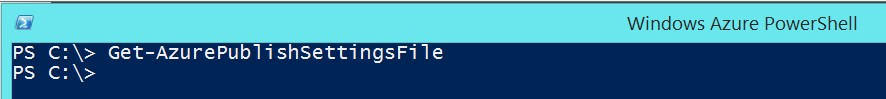 Windows Azure PowerShell
PS C:\> Get-AzurePublishSettingsFile
PS C:\>